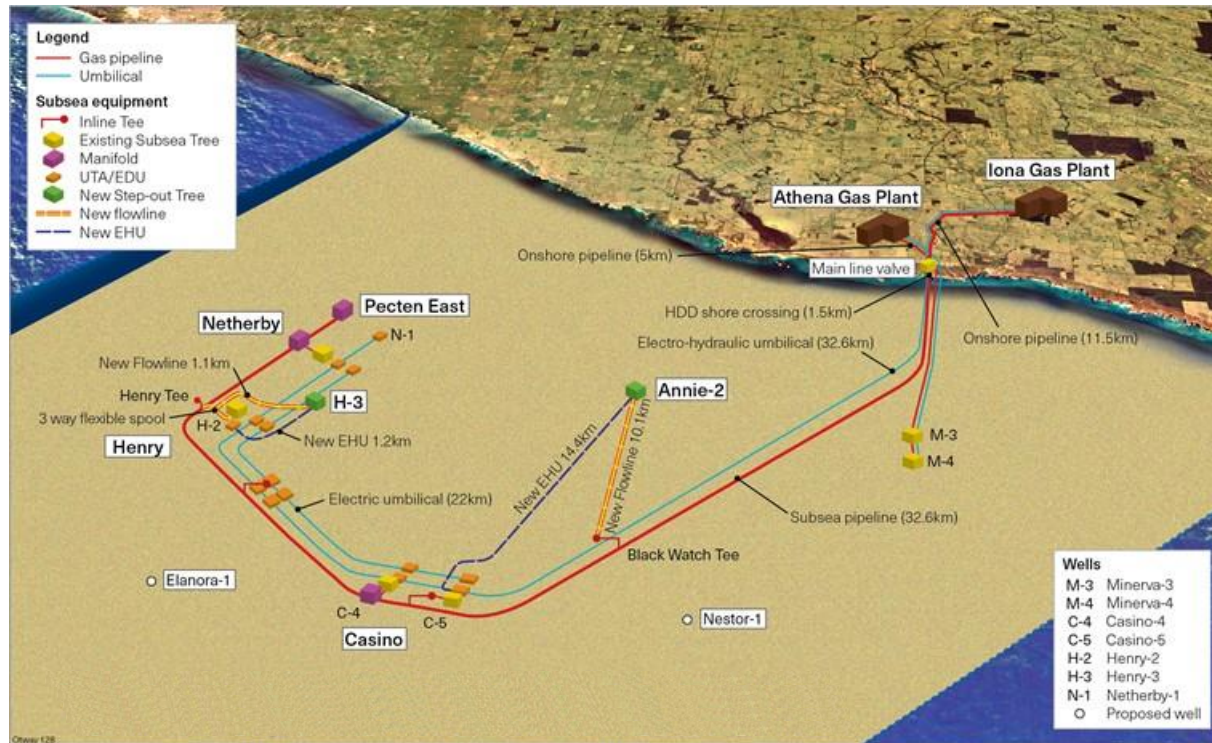 Legend
Gas pipeline
Umbilical
Subsea equipment
Inline Tee
Existing Subsea Tree
Manifold
UTA/EDU
New Step-out Tree
New flowline
New EHU
Iona Gas Plant
Athena Gas Plant
Onshore pipeline (5km)
Main line valve
HDD shore crossing (1.5km)
Onshore pipeline (11.5km)
Electro-hydraulic umbilical (32.6km)
Pecten East
Netherby
N-1
New Flowline 1.1km
Henry Tee
3 way flexible spool
H-2
H-3
Henry
New EHU 1.2km
Annie-2
New EHU 14.4km
New Flowline 10.1km
M-3
M-4
Electric umbilical (22km)
Subsea pipeline (32.6km)
Black Watch Tee
Elanora-1
C-4
C-5
Casino
Nestor-1
Wells
M-3 Minerva-3
M-4 Minerva-4
C-4 Casino-4
C-5 Casino-5
H-2 Henry-2
H-3 Henry-3
N-1 Netherby-1
Proposed well
Otway 128